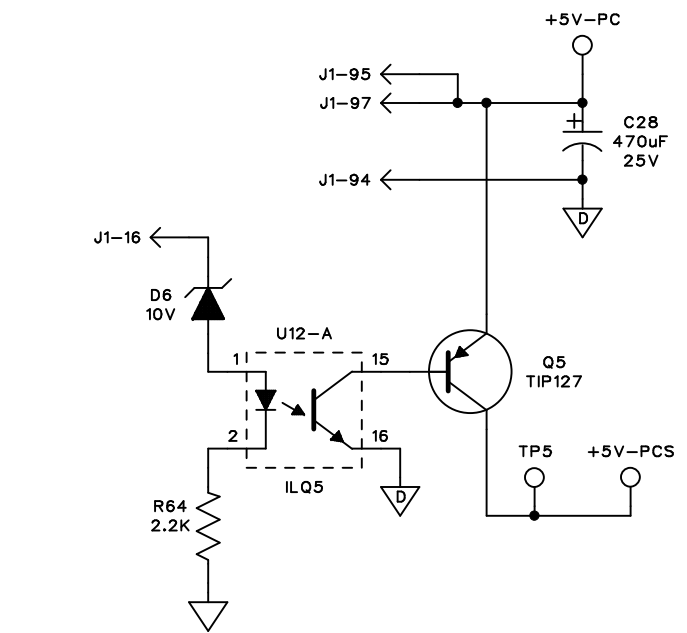 +5V-PC
J1-95
J1-97
C28
470uF
25V
J1-94
D
J1-16
D6
10V
U12-A
1
15
Q5
TIP127
2
16
TP5
+5V-PCS
ILQ5
D
R64
2.2K